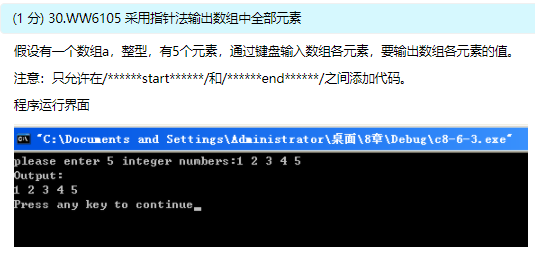 (1 分) 30.WW6105 采用指针法输出数组中全部元素
假设有一个数组a，整型，有5个元素，通过键盘输入数组各元素，要输出数组各元素的值。
注意：只允许在/******start******/和/******end******/之间添加代码。
程序运行界面
"C:\Documents and Settings\Administrator\桌面\8章\Debug\c8-6-3.exe"
please enter 5 integer numbers:1 2 3 4 5
Output:
1 2 3 4 5
Press any key to continue_